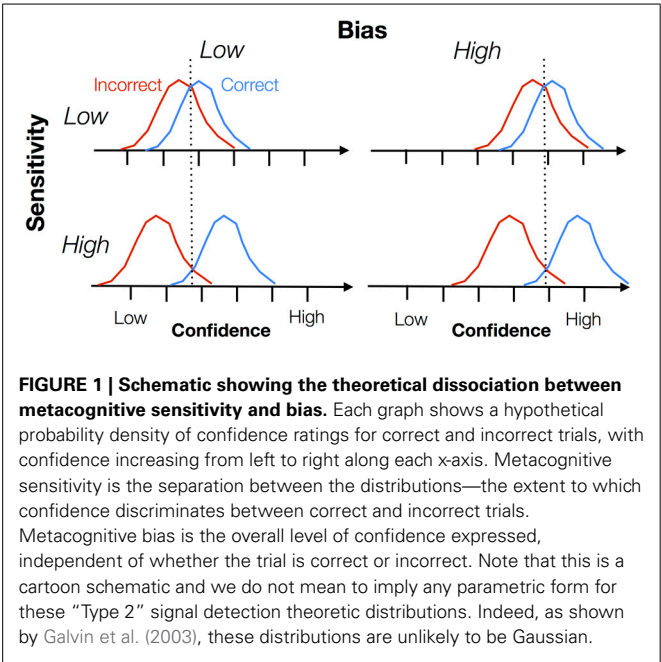 Bias
Low
High
Incorrect
Correct
Low
Sensitivity
High
Low
Confidence
High
Low
Confidence
High
FIGURE 1 | Schematic showing the theoretical dissociation between
metacognitive sensitivity and bias. Each graph shows a hypothetical
probability density of confidence ratings for correct and incorrect trials, with
confidence increasing from left to right along each x-axis. Metacognitive
sensitivity is the separation between the distributions—the extent to which
confidence discriminates between correct and incorrect trials.
Metacognitive bias is the overall level of confidence expressed,
independent of whether the trial is correct or incorrect. Note that this is a
cartoon schematic and we do not mean to imply any parametric form for
these “Type 2” signal detection theoretic distributions. Indeed, as shown
by Galvin et al. (2003), these distributions are unlikely to be Gaussian.